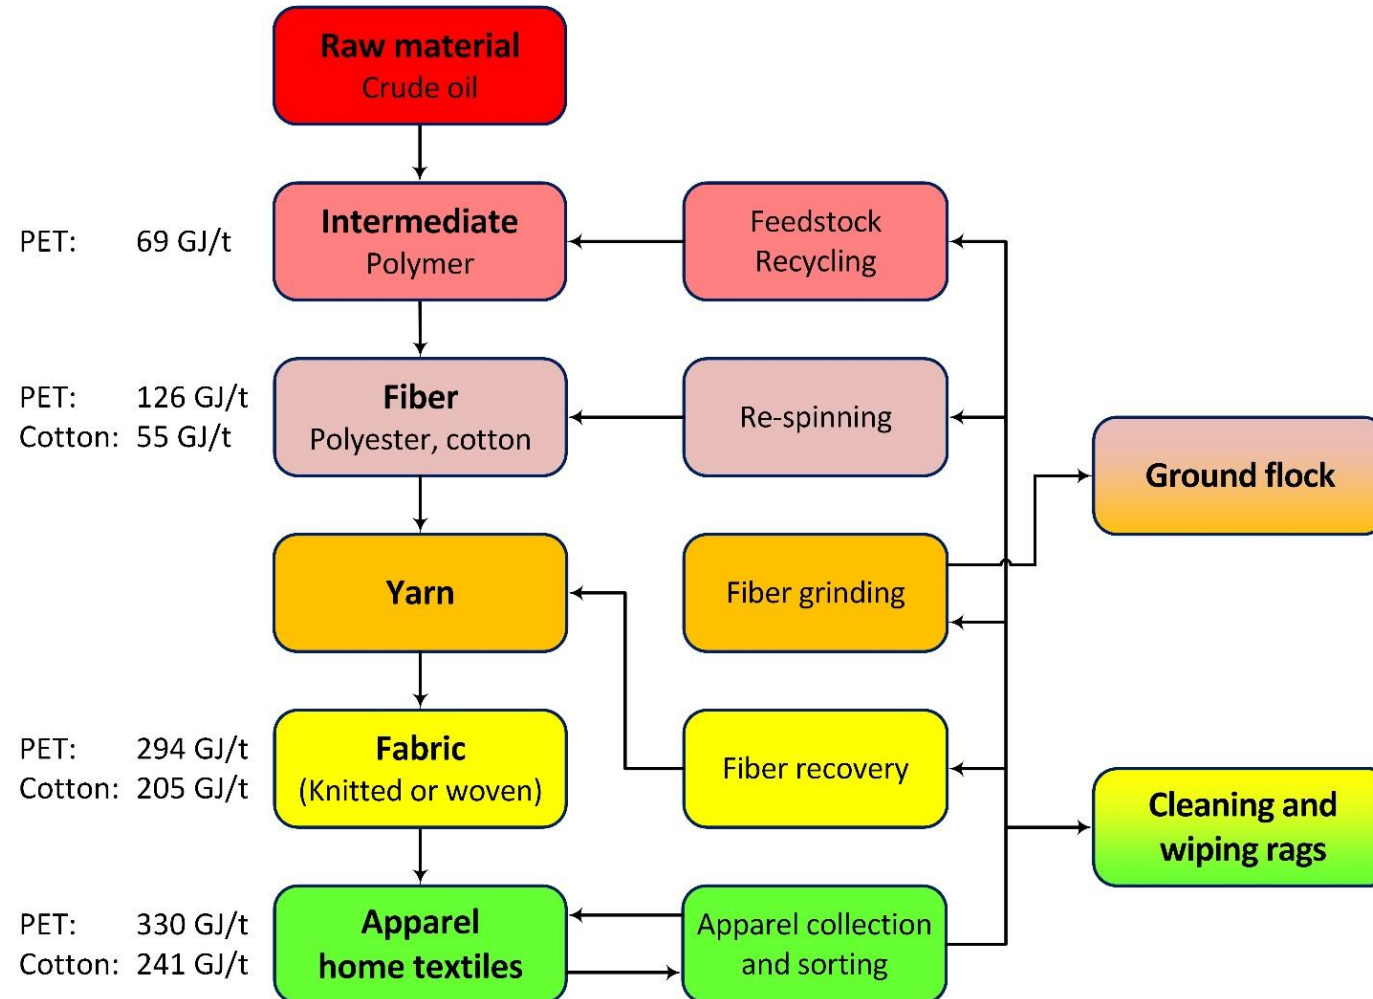 Raw material
Crude oil
PET: 69 GJ/t
Intermediate
Polymer
Feedstock
Recycling
PET: 126 GJ/t
Cotton: 55 GJ/t
Fiber
Polyester, cotton
Re-spinning
Ground flock
Yarn
Fiber grinding
PET: 294 GJ/t
Cotton: 205 GJ/t
Fabric
(Knitted or woven)
Fiber recovery
Cleaning and
wiping rags
PET: 330 GJ/t
Cotton: 241 GJ/t
Apparel
home textiles
Apparel collection
and sorting